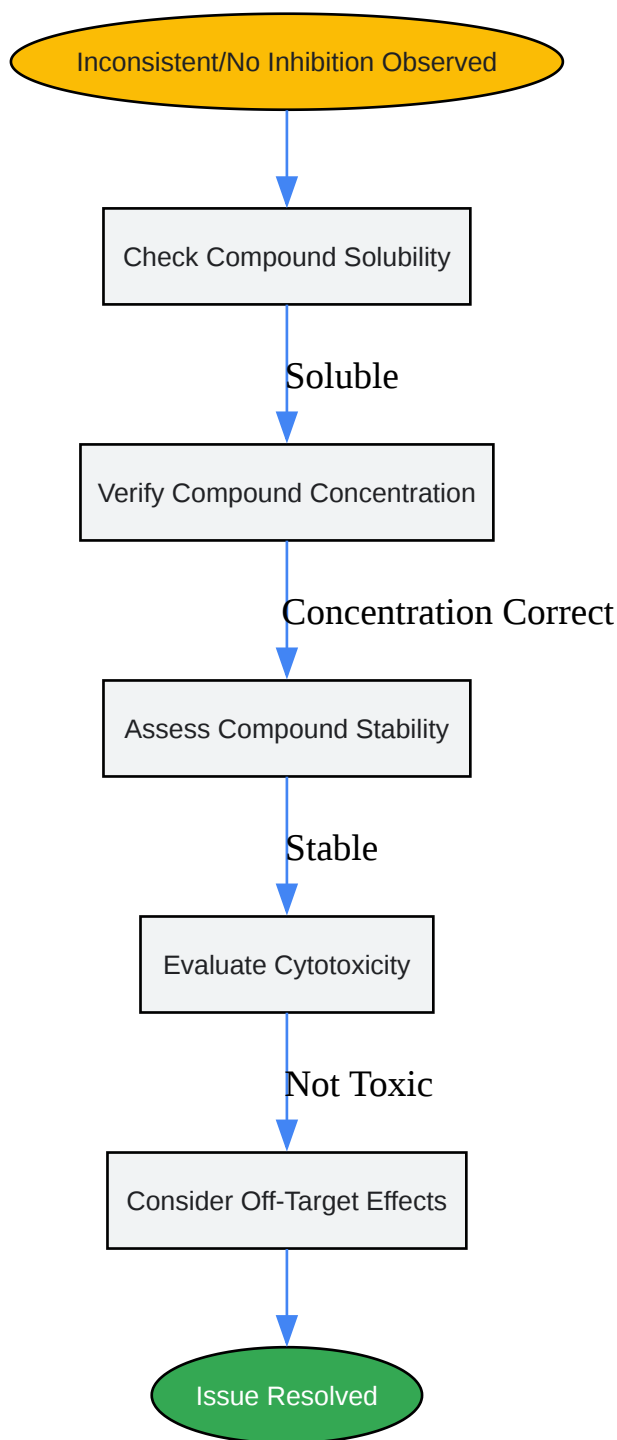 Inconsistent/No Inhibition Observed
Check Compound Solubility
Soluble
Verify Compound Concentration
Concentration Correct
Assess Compound Stability
Stable
Evaluate Cytotoxicity
Not Toxic
Consider Off-Target Effects
Issue Resolved